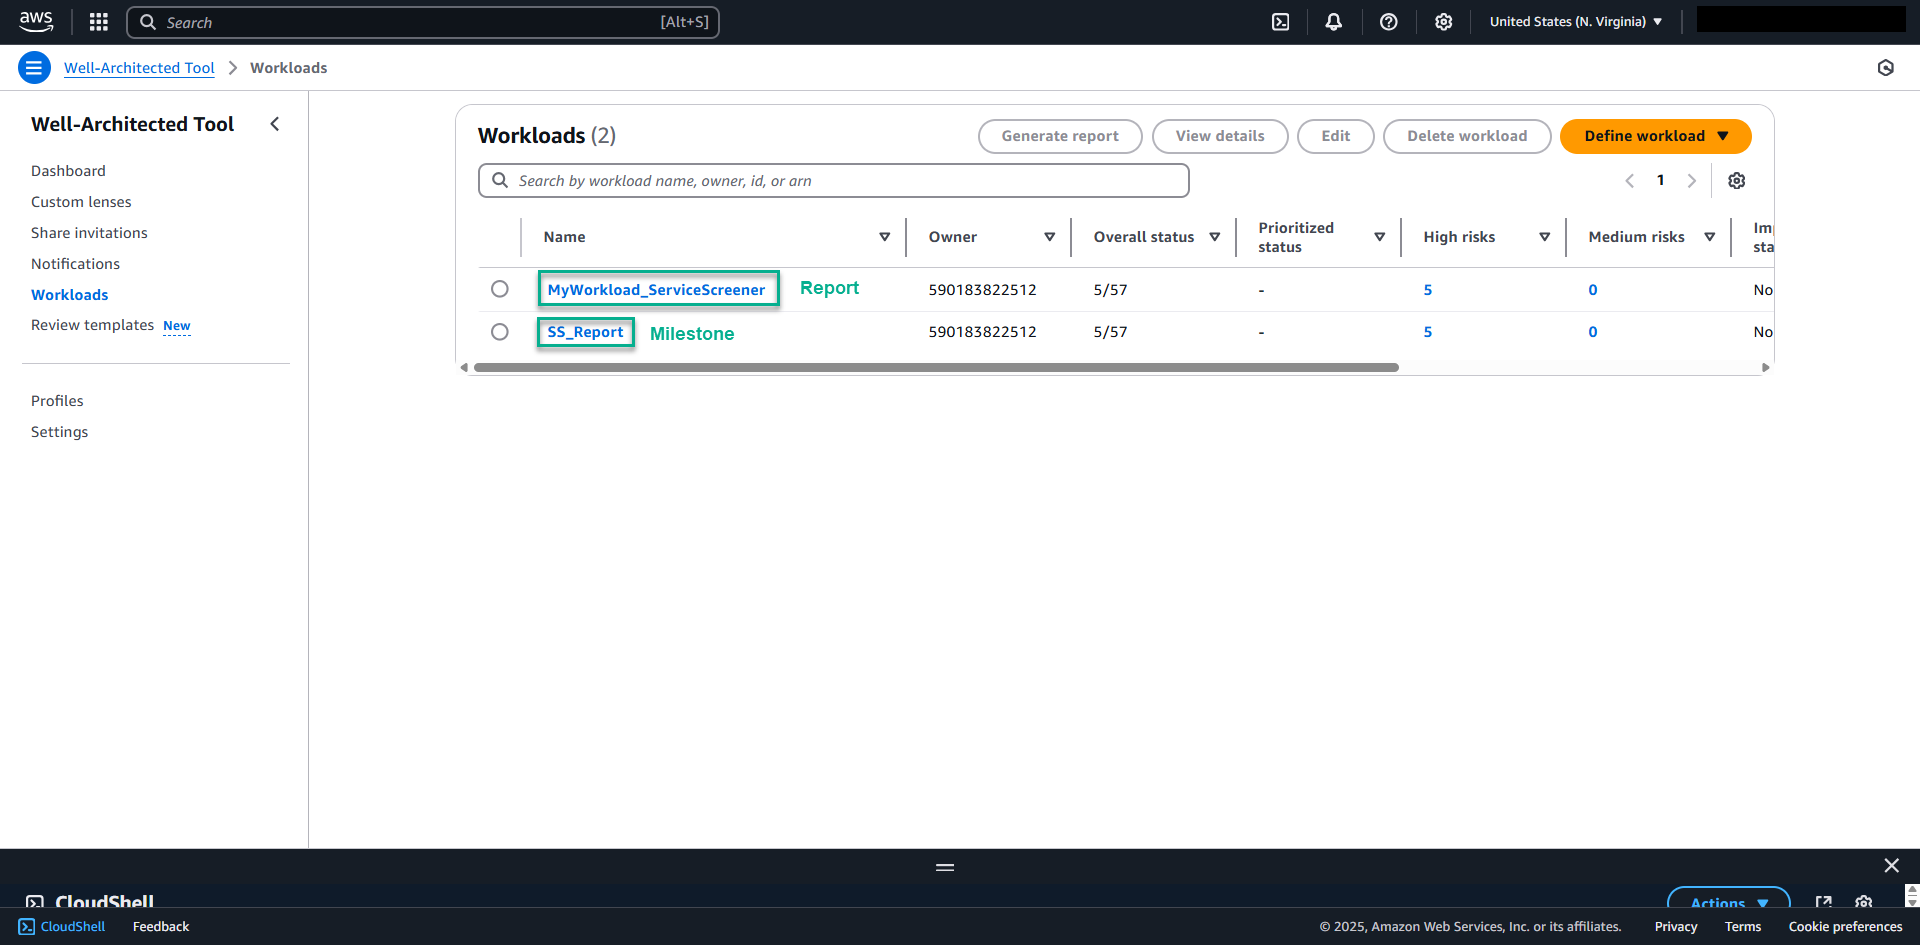 aws
Search [Alt+S]
United States (N. Virginia)
Well-Architected Tool > Workloads
Well-Architected Tool
Dashboard
Custom lenses
Share invitations
Notifications
Workloads
Review templates New
Profiles
Settings
Workloads (2)
Generate report
View details
Edit
Delete workload
Define workload
Search by workload name, owner, id, or arn
1
Name Owner Overall status Prioritized status High risks Medium risks
MyWorkload_ServiceScreener Report 590183822512 5/57 - 5 0 No
SS_Report Milestone 590183822512 5/57 - 5 0 No
CloudShell
Actions
CloudShell Feedback © 2025, Amazon Web Services, Inc. or its affiliates. Privacy Terms Cookie preferences